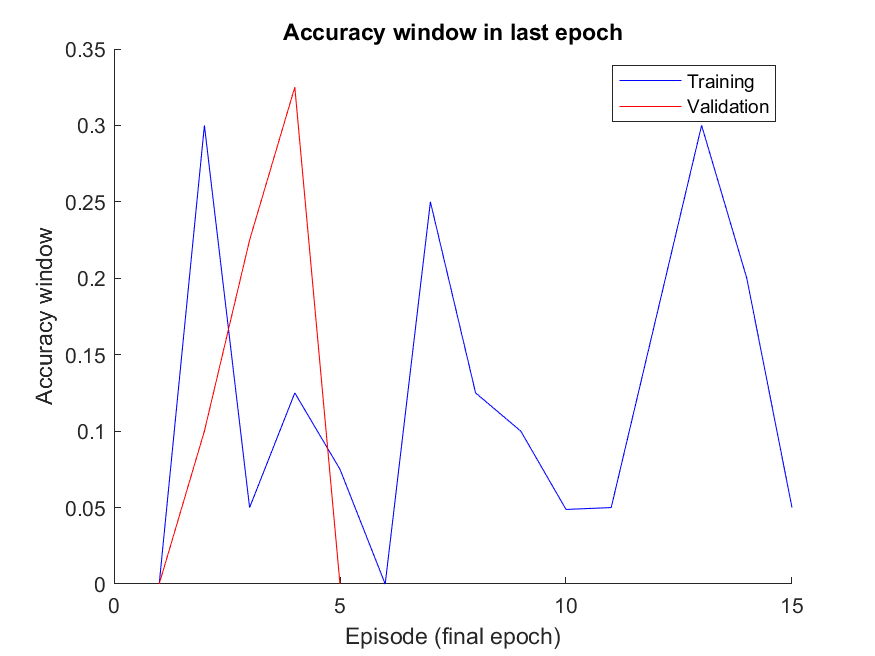 Accuracy window in last epoch
0.35
0.3
0.25
0.2
0.15
0.1
0.05
0
Accuracy window
Training
Validation
0
5
10
15
Episode (final epoch)